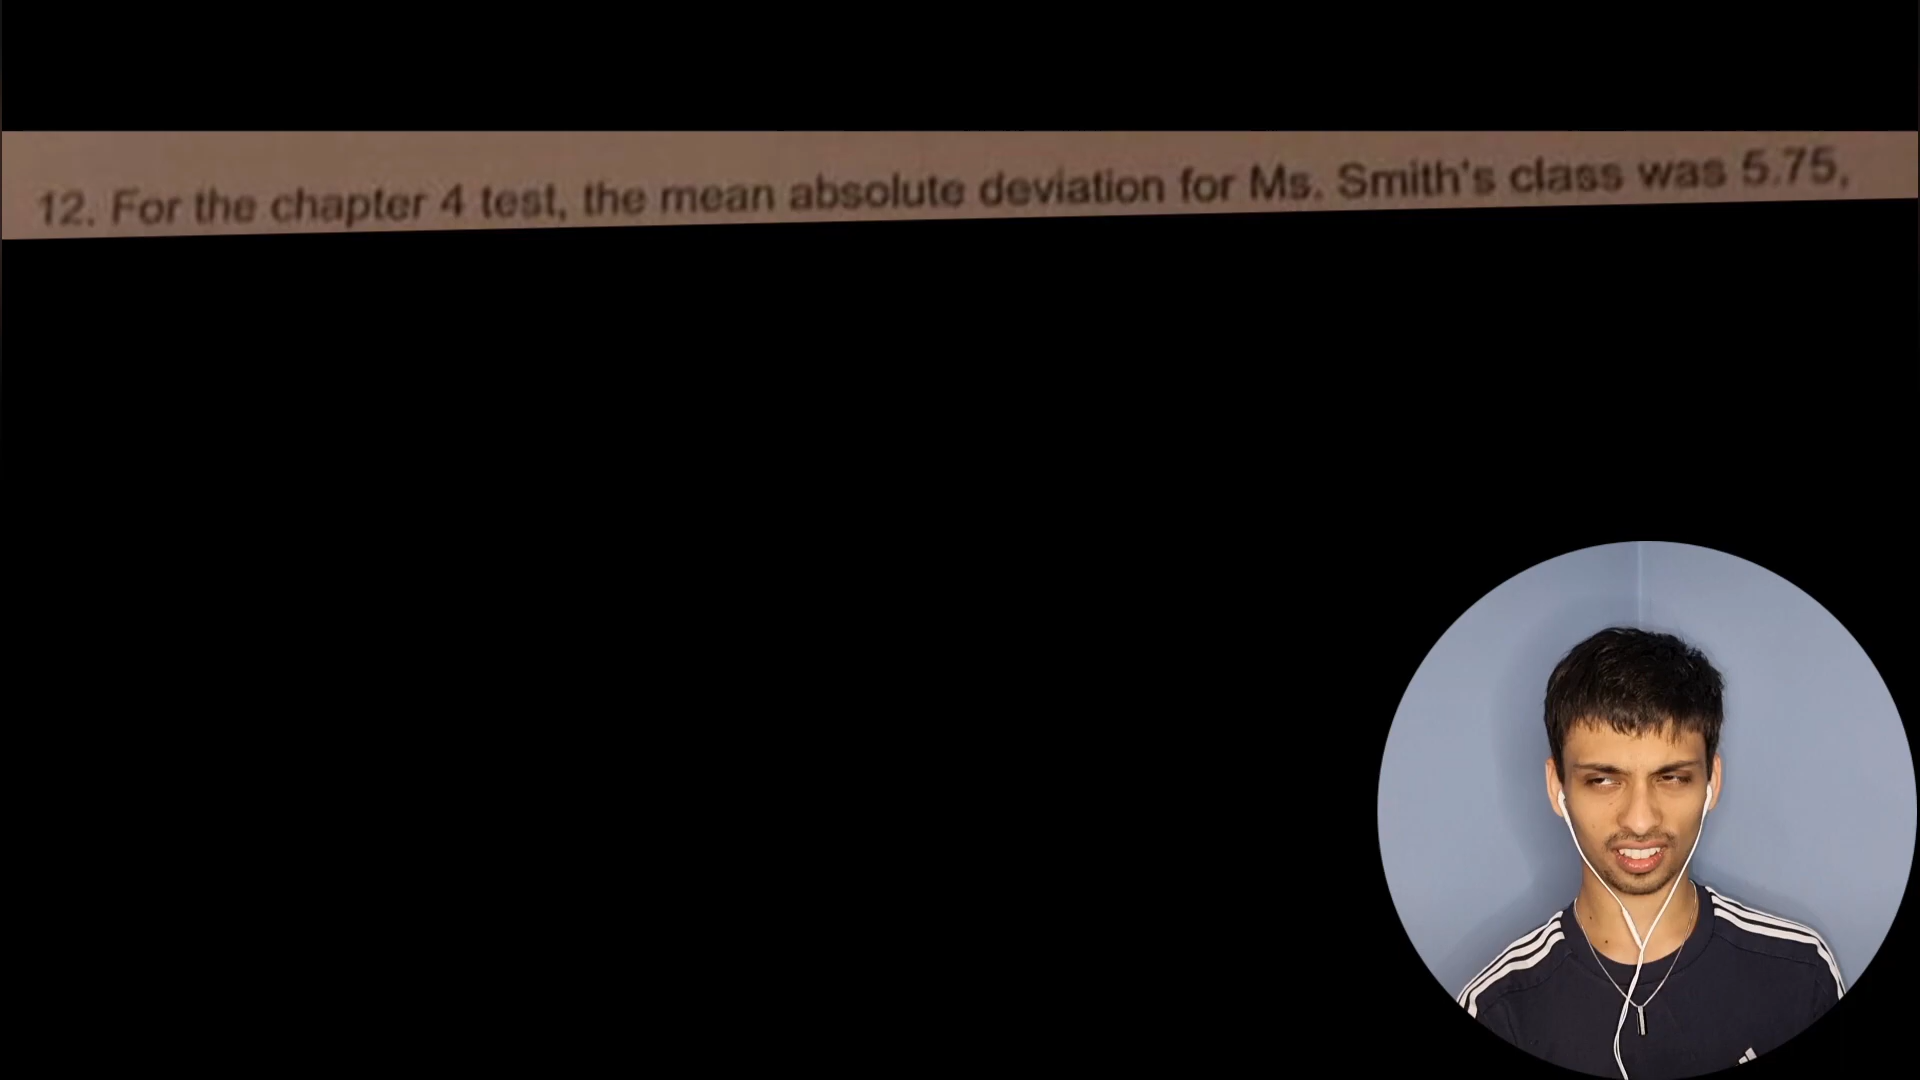 12. For the chapter 4 test, the mean absolute deviation for Ms. Smith's class was 5.75,